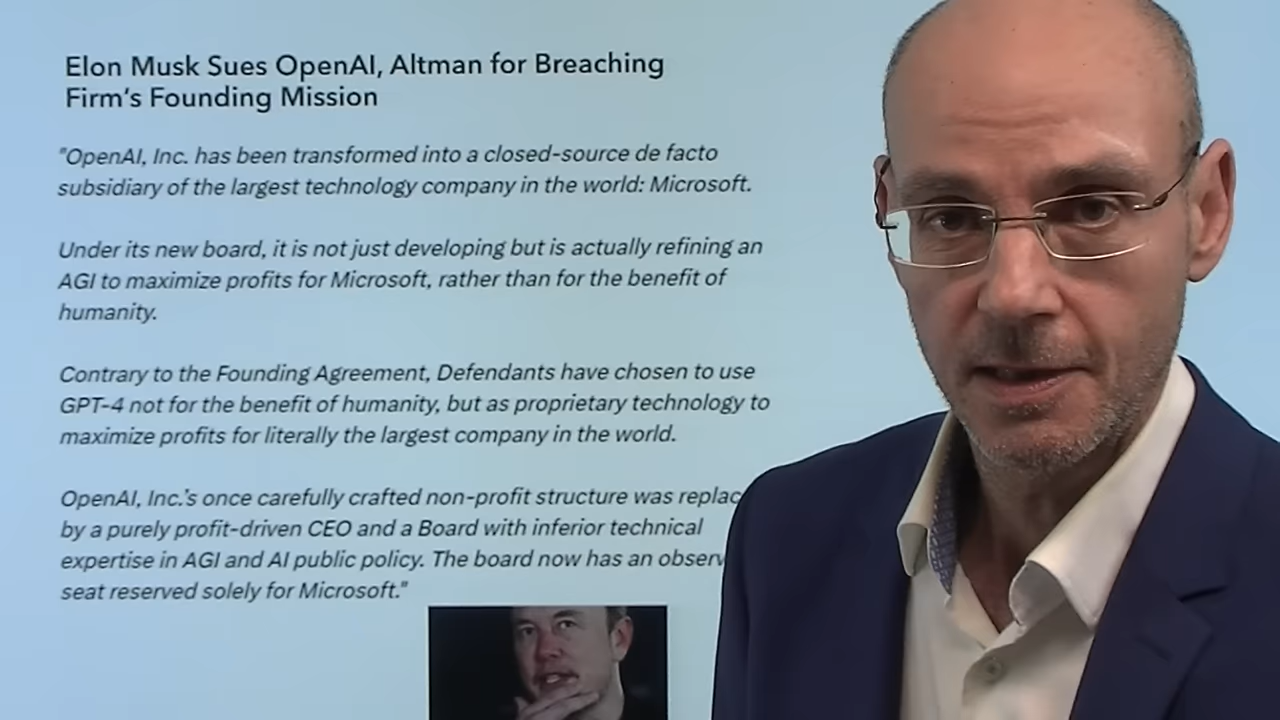 Elon Musk Sues OpenAI, Altman for Breaching
Firm's Founding Mission
"OpenAI, Inc. has been transformed into a closed-source de facto
subsidiary of the largest technology company in the world: Microsoft.
Under its new board, it is not just developing but is actually refining an
AGI to maximize profits for Microsoft, rather than for the benefit of
humanity.
Contrary to the Founding Agreement, Defendants have chosen to use
GPT-4 not for the benefit of humanity, but as proprietary technology to
maximize profits for literally the largest company in the world.
OpenAI, Inc.'s once carefully crafted non-profit structure was replac
by a purely profit-driven CEO and a Board with inferior technical
expertise in AGI and AI public policy. The board now has an observ
seat reserved solely for Microsoft."